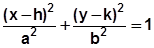 (x-h)²/a² + (y-k)²/b² = 1